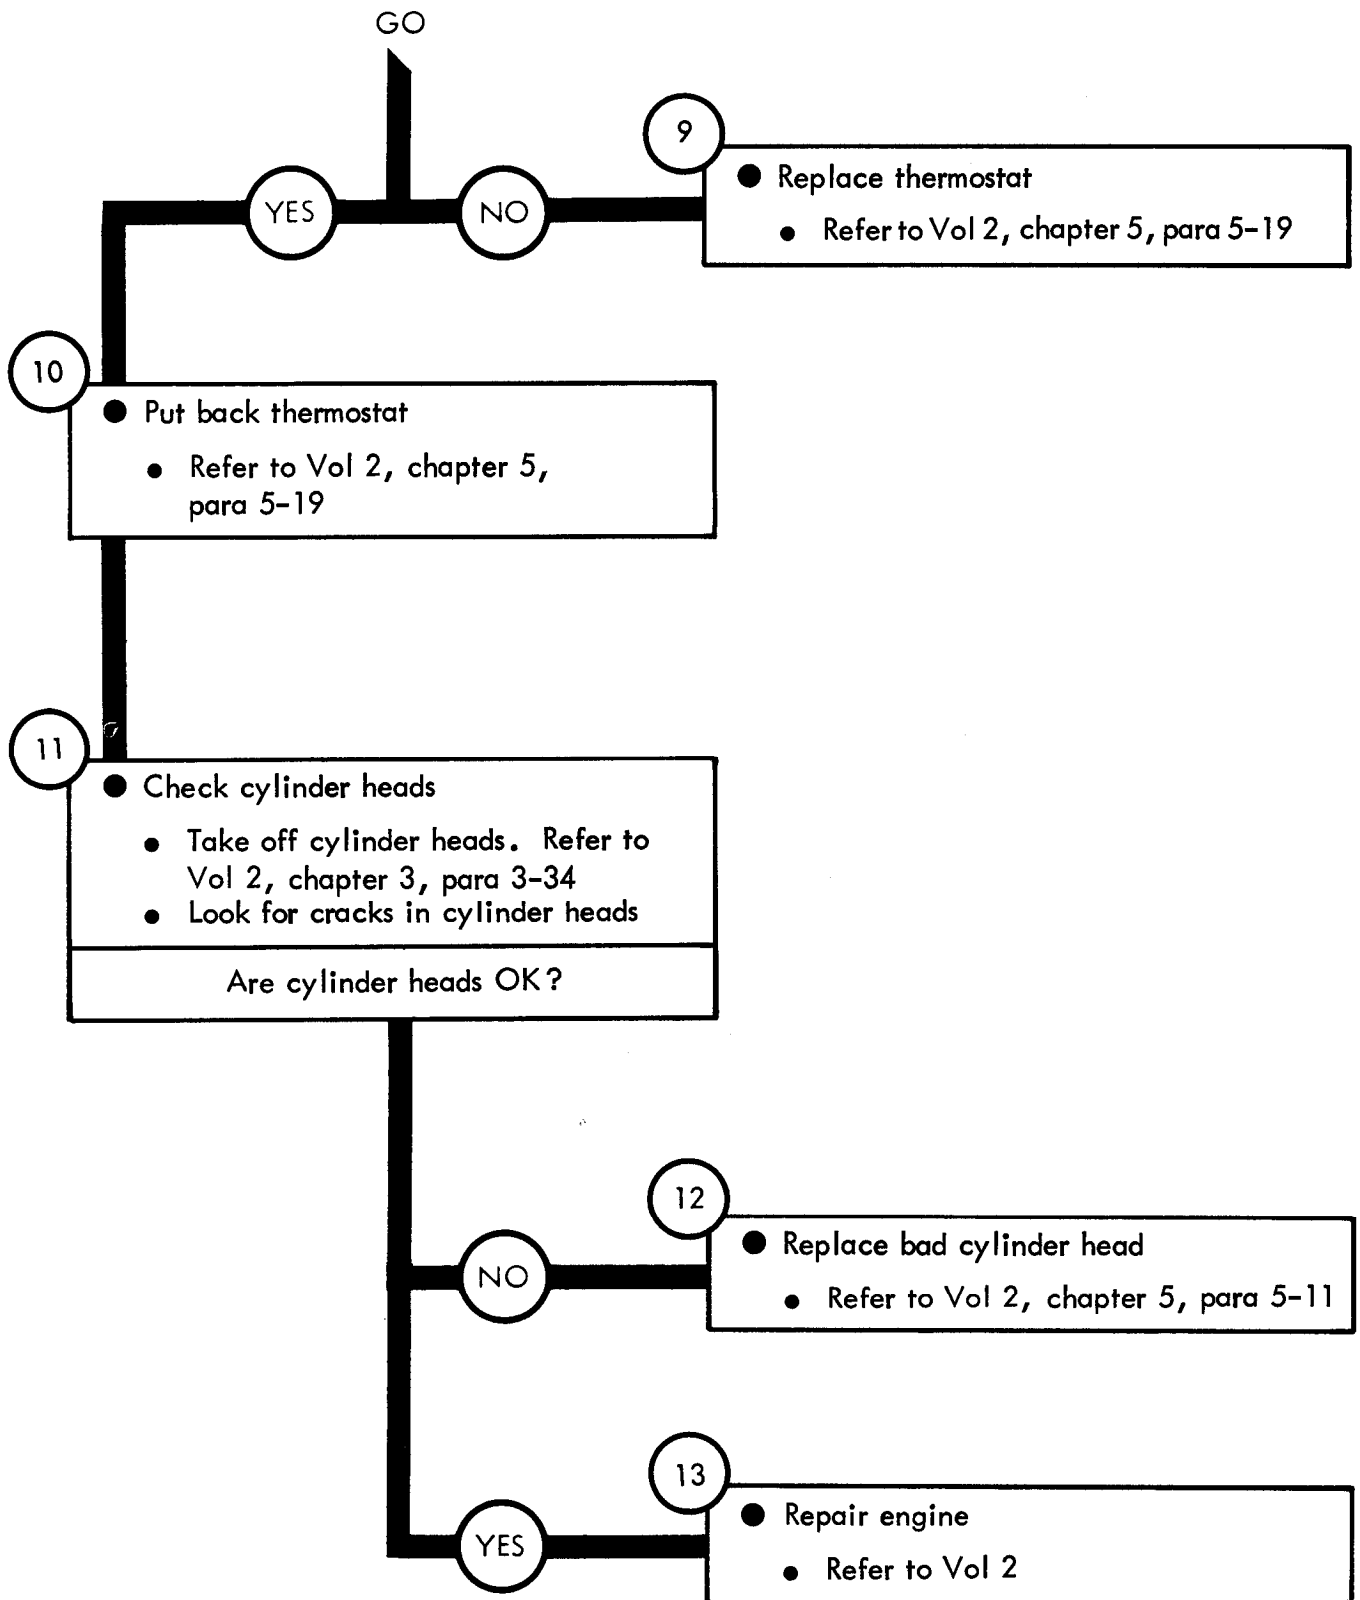 GO
YES
NO
9
● Replace thermostat
● Refer to Vol 2, chapter 5, para 5-19
10
● Put back thermostat
● Refer to Vol 2, chapter 5,
para 5-19
11
● Check cylinder heads
● Take off cylinder heads. Refer to
Vol 2, chapter 3, para 3-34
● Look for cracks in cylinder heads
Are cylinder heads OK?
12
NO
● Replace bad cylinder head
● Refer to Vol 2, chapter 5, para 5-11
13
YES
● Repair engine
● Refer to Vol 2